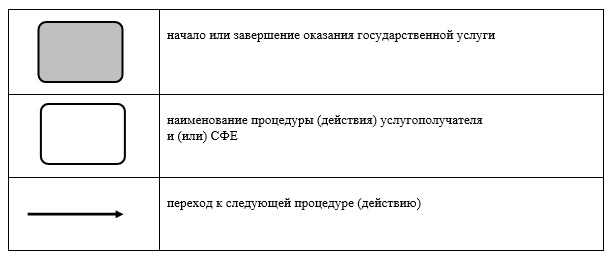 начало или завершение оказания государственной услуги
наименование процедуры (действия) услугополучателя
и (или) СФЕ
переход к следующей процедуре (действию)